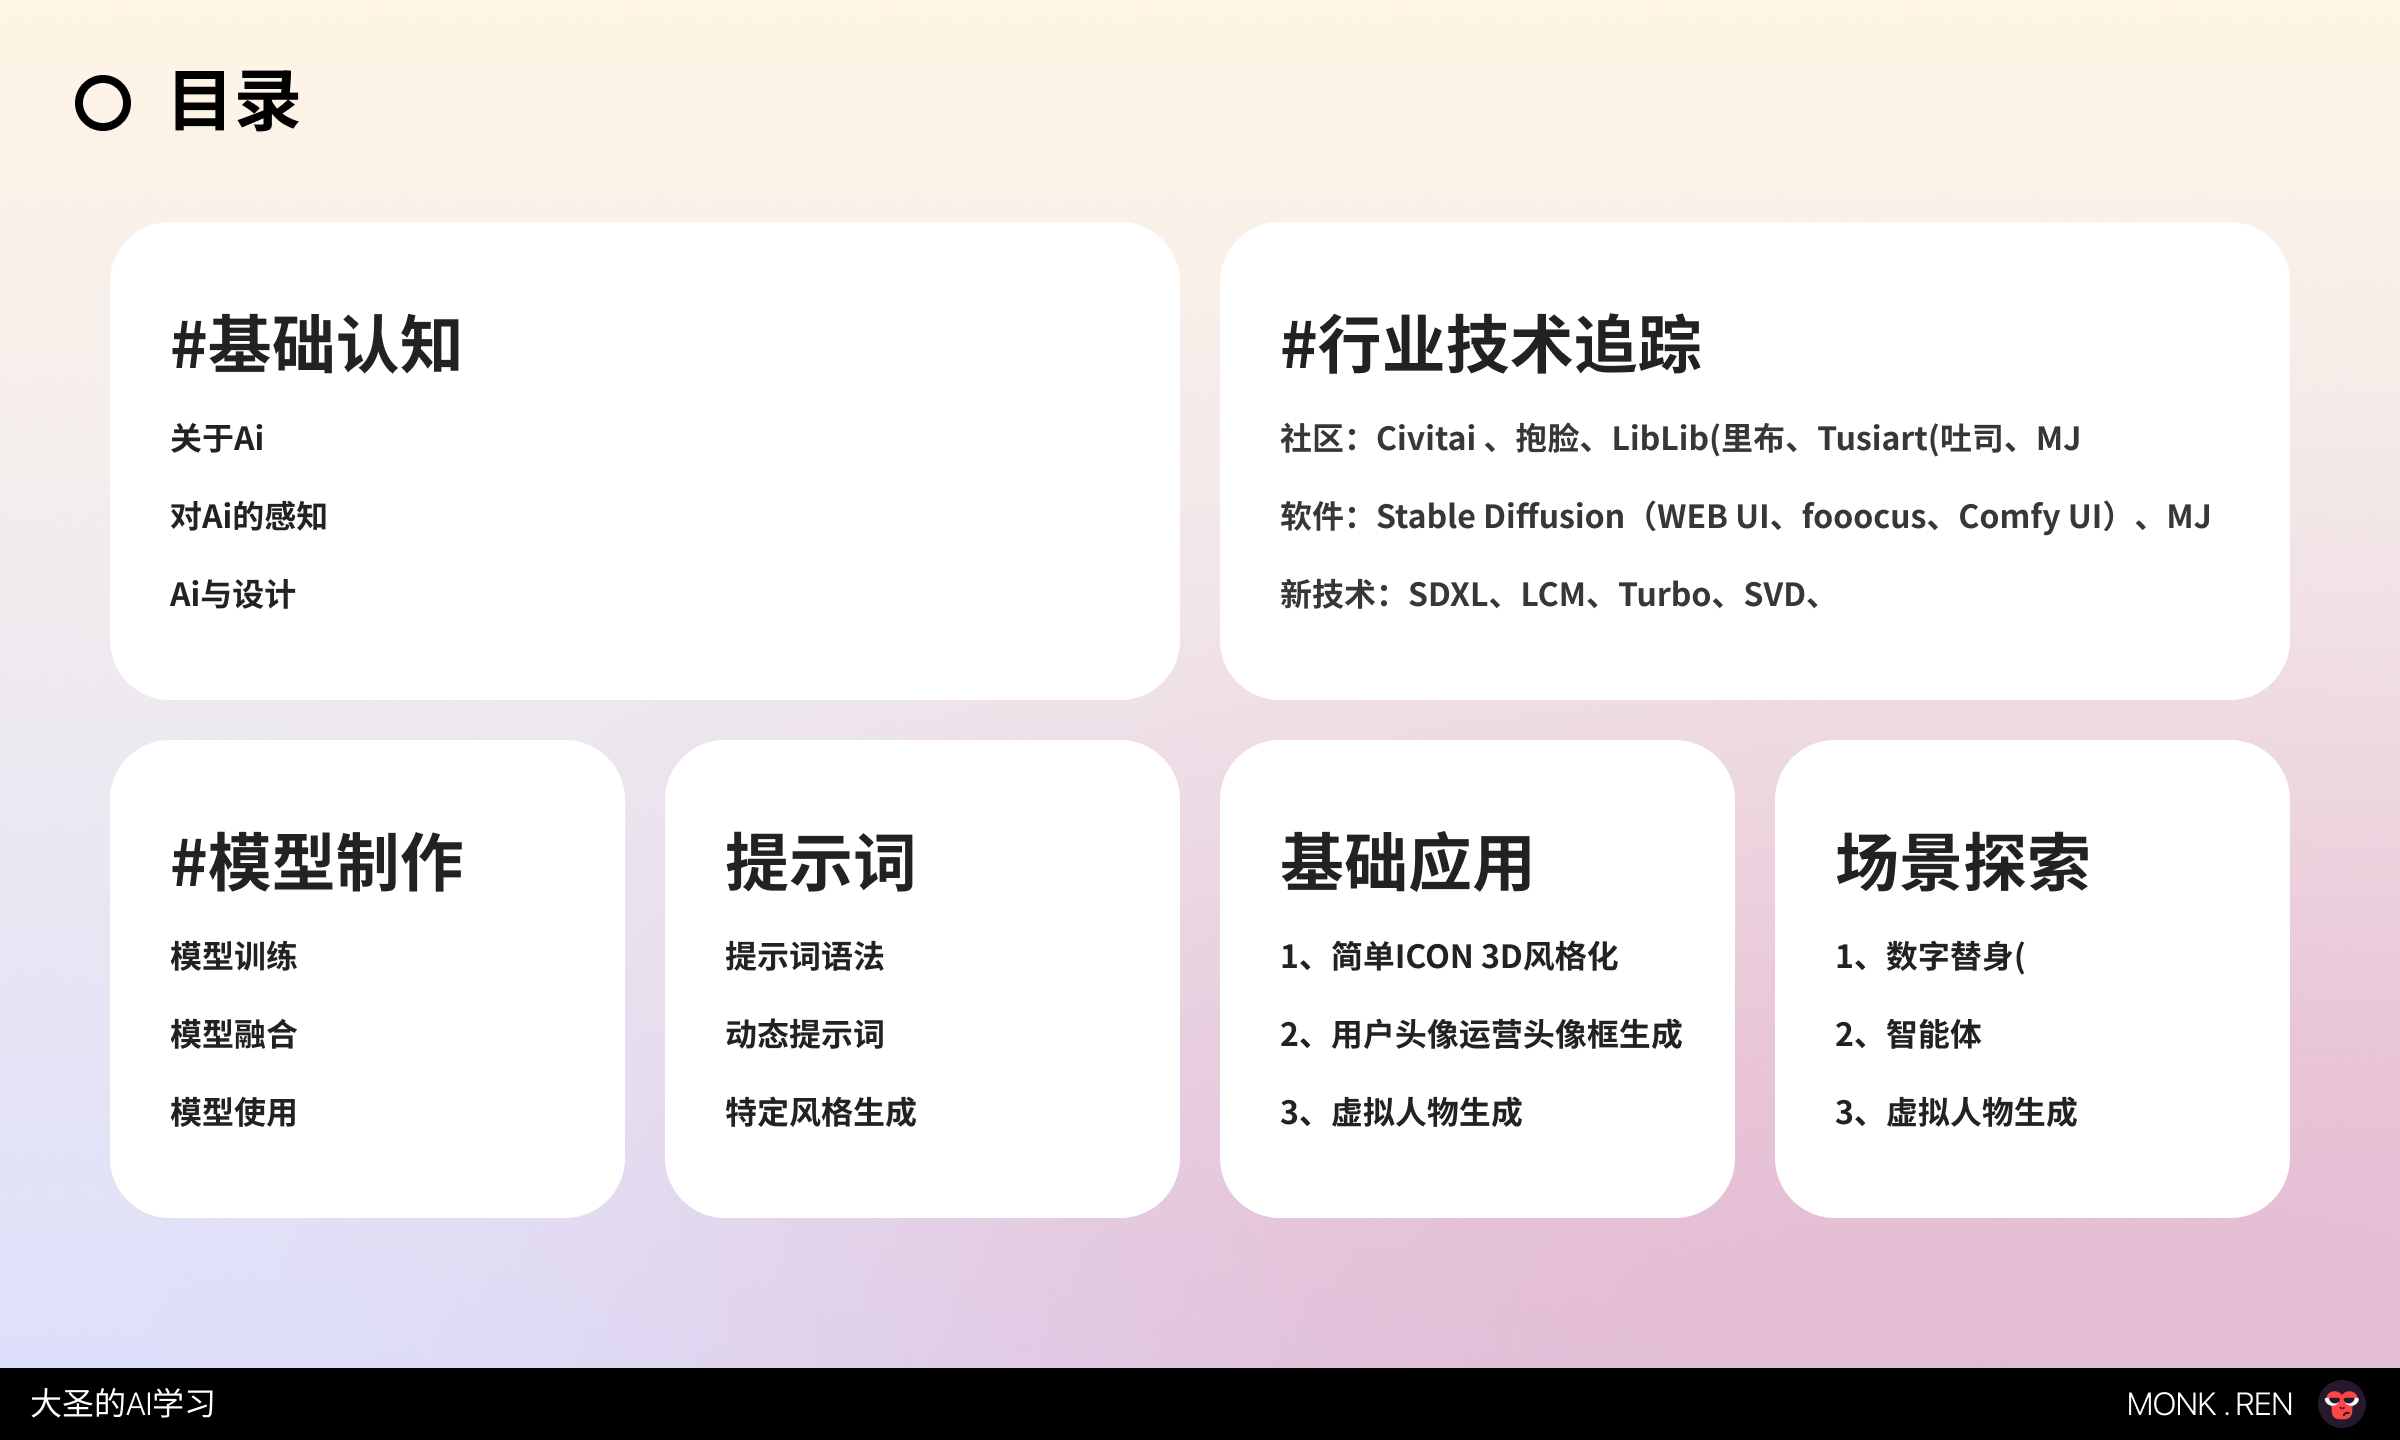 目录
#基础认知
关于Ai
对Ai的感知
Ai与设计
#行业技术追踪
社区：Civitai 、抱脸、LibLib(里布、Tusiart(吐司、MJ
软件：Stable Diffusion（WEB UI、fooocus、Comfy UI）、MJ
新技术：SDXL、LCM、Turbo、SVD、
#模型制作
模型训练
模型融合
模型使用
提示词
提示词语法
动态提示词
特定风格生成
基础应用
1、简单ICON 3D风格化
2、用户头像运营头像框生成
3、虚拟人物生成
场景探索
1、数字替身(
2、智能体
3、虚拟人物生成
大圣的AI学习
MONK . REN